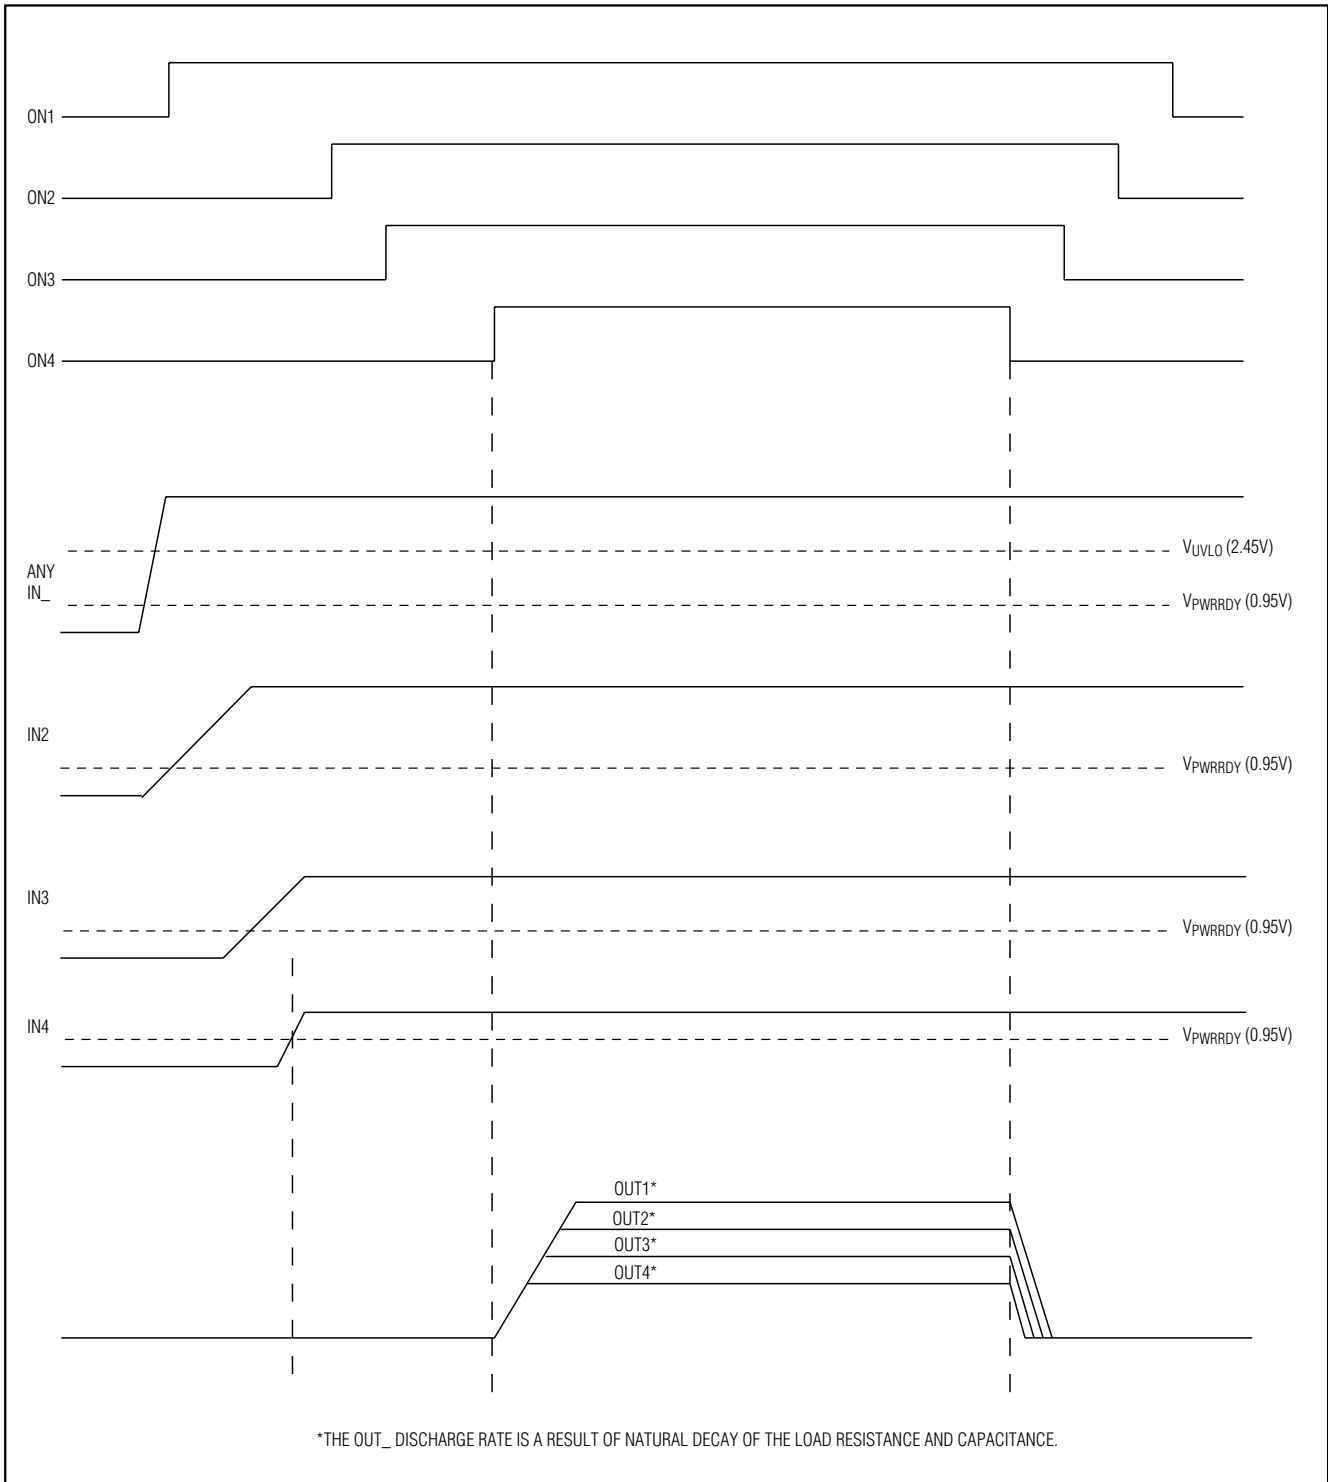 ON1
ON2
ON3
ON4
VUVLO (2.45V)
ANY
IN_
VPWRRDY (0.95V)
IN2
VPWRRDY (0.95V)
IN3
VPWRRDY (0.95V)
IN4
VPWRRDY (0.95V)
OUT1*
OUT2*
OUT3*
OUT4*
*THE OUT_ DISCHARGE RATE IS A RESULT OF NATURAL DECAY OF THE LOAD RESISTANCE AND CAPACITANCE.